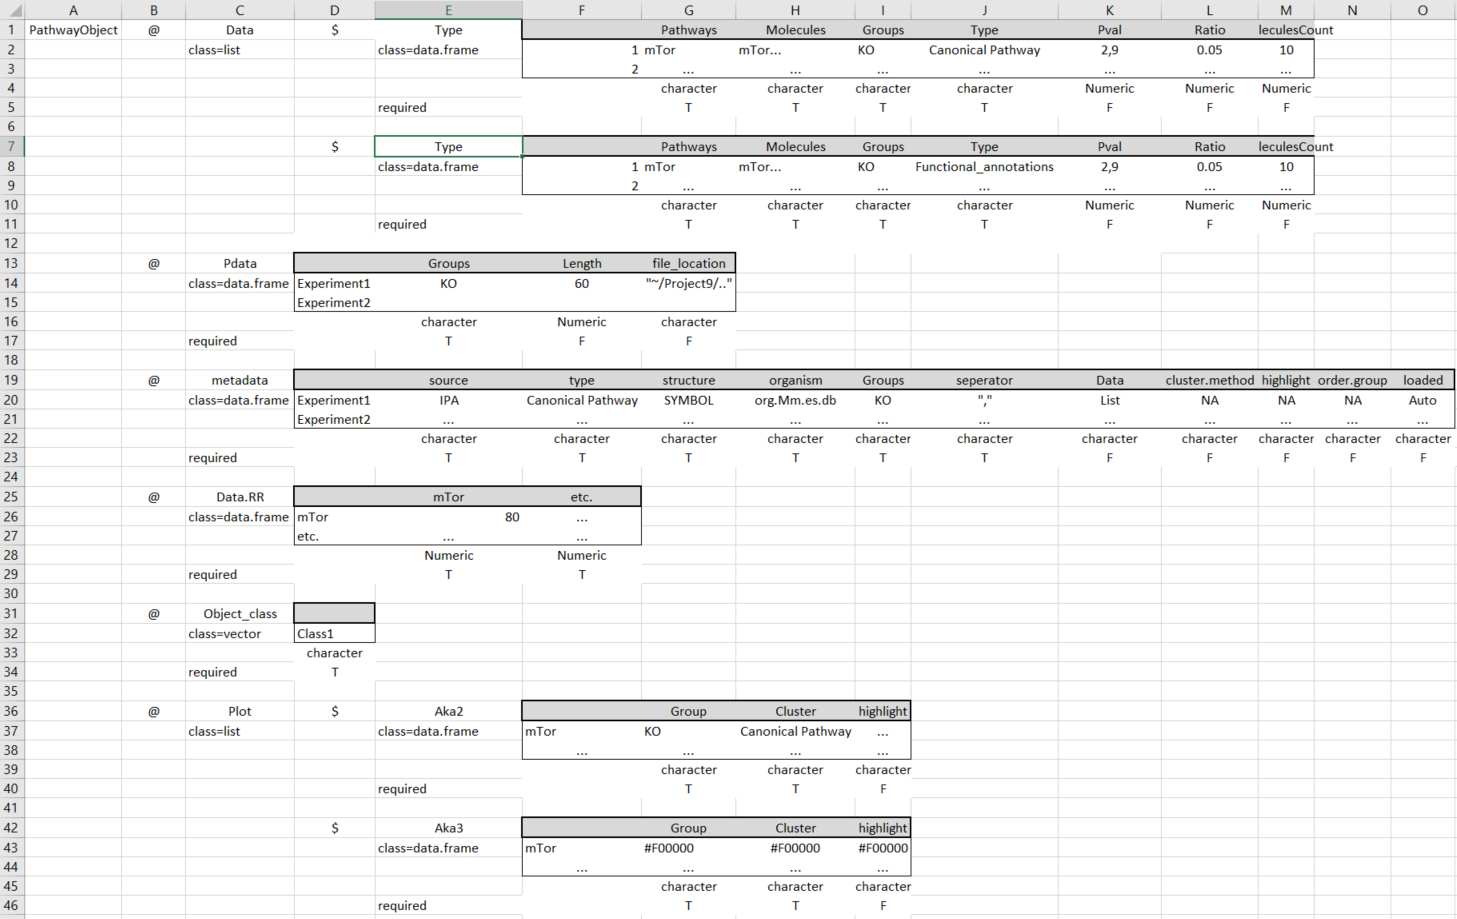 A B C D E F G H I J K L M N O
1 PathwayObject @ Data $ Type Pathways Molecules Groups Type Pval Ratio leculesCount
2 class=list class=data.frame 1 mTor mTor... KO Canonical Pathway 2,9 0.05 10
3 2 ... ... ... ... ... ... ...
4 character character character character Numeric Numeric Numeric
5 required T T T T F F F
6
7 $ Type Pathways Molecules Groups Type Pval Ratio leculesCount
8 class=data.frame 1 mTor mTor... KO Functional_annotations 2,9 0.05 10
9 2 ... ... ... ... ... ... ...
10 character character character character Numeric Numeric Numeric
11 required T T T T F F F
12
13 @ Pdata Groups Length file_location
14 class=data.frame Experiment1 KO 60 "~/Project9/.."
15 Experiment2
16 character Numeric character
17 required T F F
18
19 @ metadata source type structure organism Groups seperator Data cluster.method highlight order.group loaded
20 class=data.frame Experiment1 IPA Canonical Pathway SYMBOL org.Mm.es.db KO "," List NA NA NA Auto
21 Experiment2 ... ... ... ... ... ... ... ... ... ... ...
22 character character character character character character character character character character character
23 required T T T T T T F F F F F
24
25 @ Data.RR mTor etc.
26 class=data.frame mTor 80 ...
27 etc. ... ...
28 Numeric Numeric
29 required T T
30
31 @ Object_class
32 class=vector Class1
33 character
34 required T
35
36 @ Plot $ Aka2 Group Cluster highlight
37 class=list class=data.frame mTor KO Canonical Pathway ...
38 ... ... ... ...
39 character character character
40 required T T F
41
42 $ Aka3 Group Cluster highlight
43 class=data.frame mTor #F00000 #F00000 #F00000
44 ... ... ... ...
45 character character character
46 required T T F